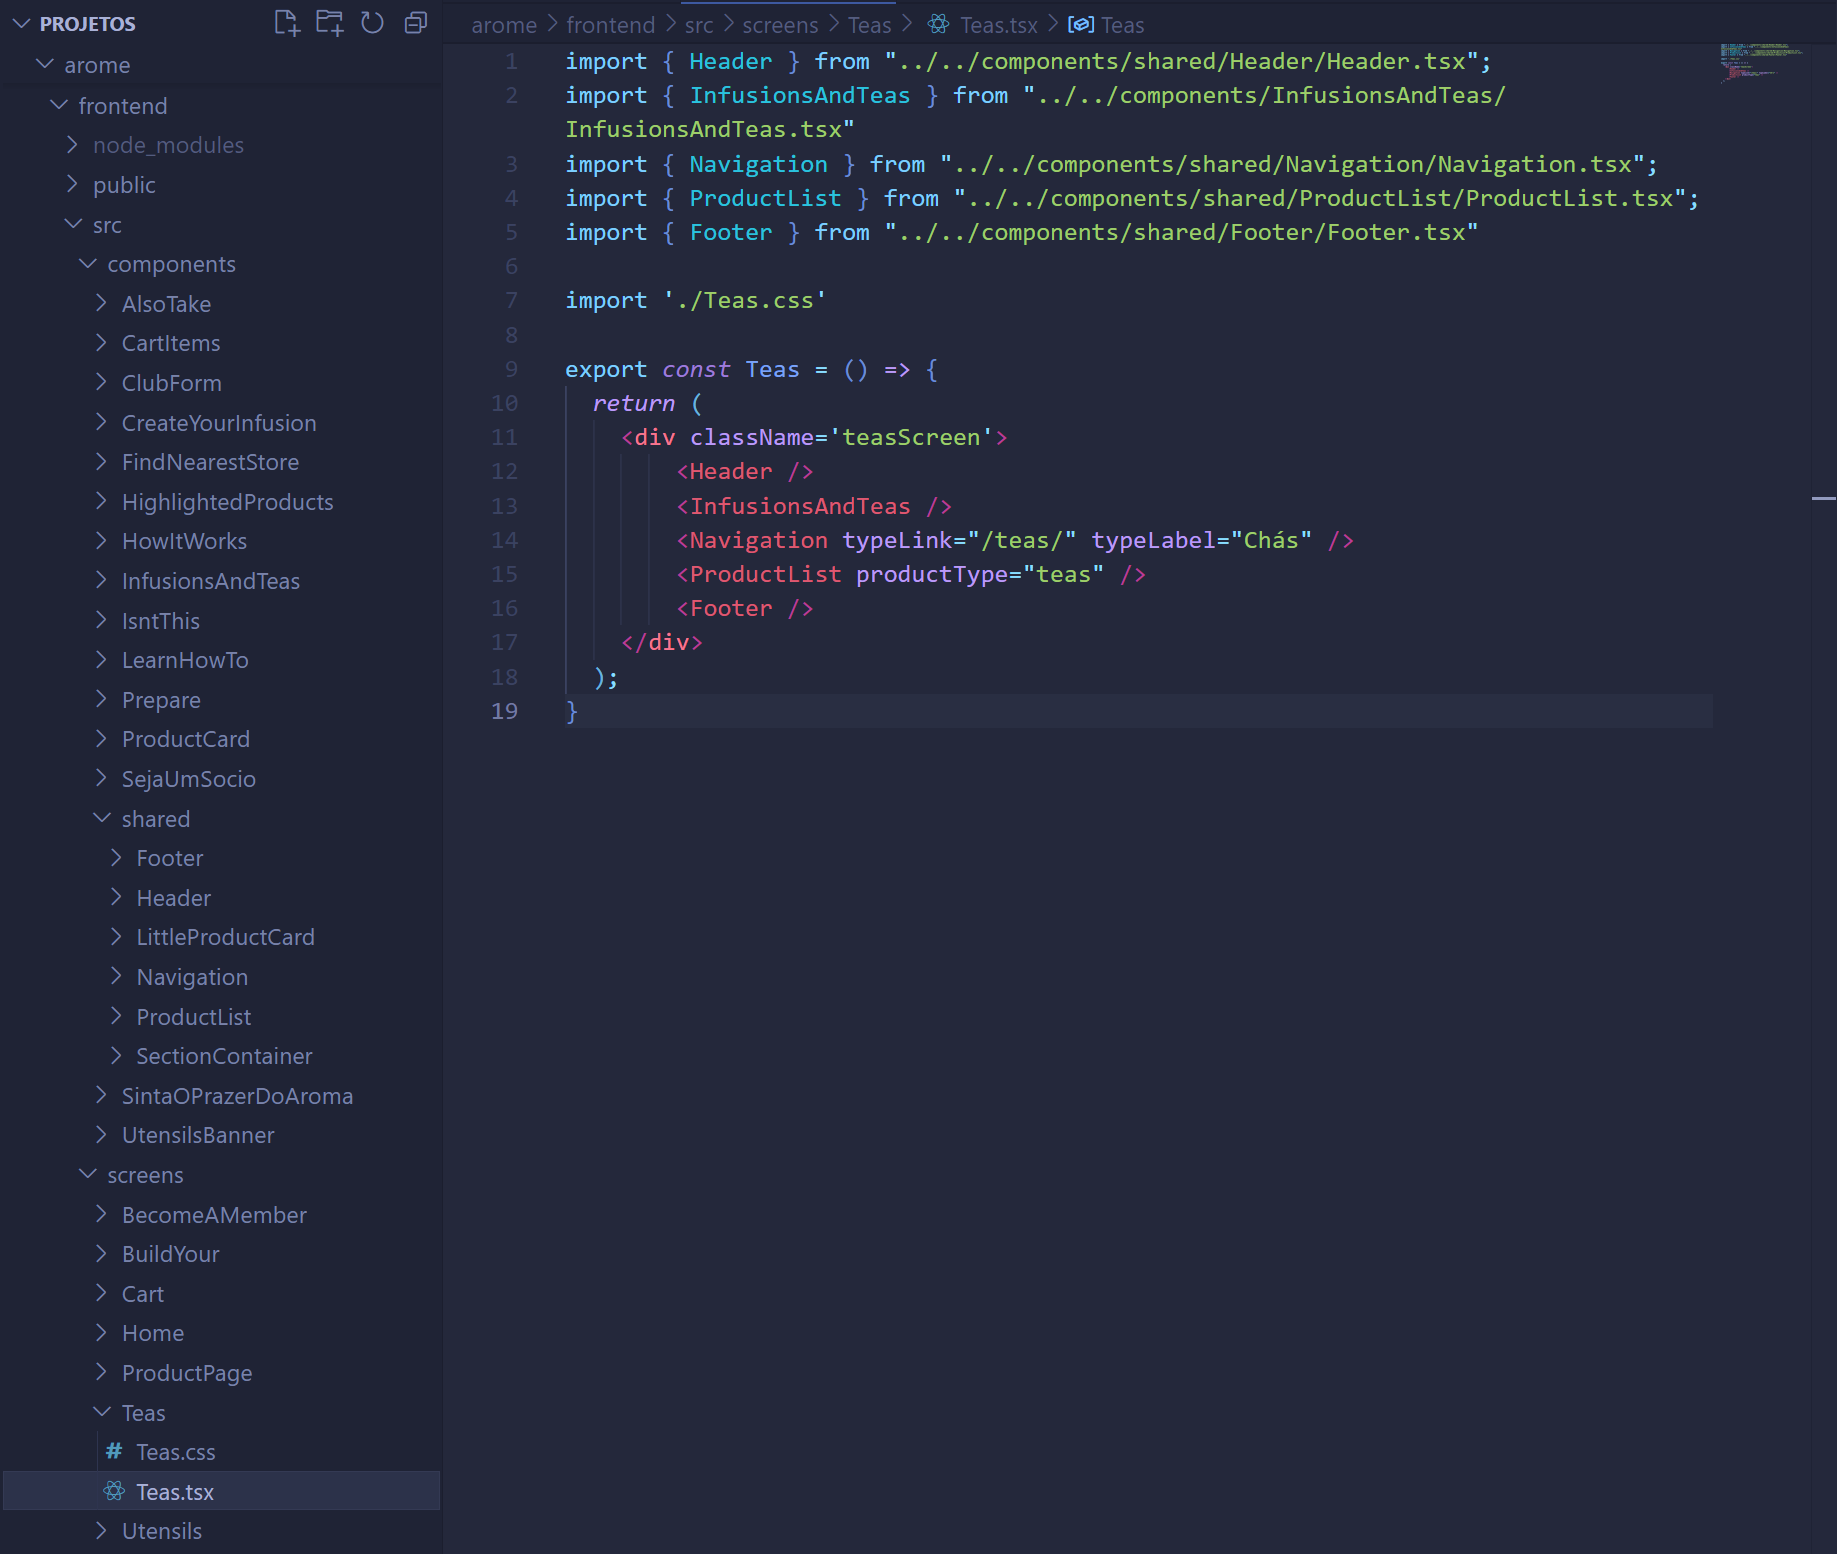 PROJETOS
arome
frontend
node_modules
public
src
components
AlsoTake
CartItems
ClubForm
CreateYourInfusion
FindNearestStore
HighlightedProducts
HowItWorks
InfusionsAndTeas
IsntThis
LearnHowTo
Prepare
ProductCard
SejaUmSocio
shared
Footer
Header
LittleProductCard
Navigation
ProductList
SectionContainer
SintaOPrazerDoAroma
UtensilsBanner
screens
BecomeAMember
BuildYour
Cart
Home
ProductPage
Teas
# Teas.css
Teas.tsx
Utensils
arome > frontend > src > screens > Teas > Teas.tsx > Teas
1 import { Header } from "../../components/shared/Header/Header.tsx";
2 import { InfusionsAndTeas } from "../../components/InfusionsAndTeas/
InfusionsAndTeas.tsx"
3 import { Navigation } from "../../components/shared/Navigation/Navigation.tsx";
4 import { ProductList } from "../../components/shared/ProductList/ProductList.tsx";
5 import { Footer } from "../../components/shared/Footer/Footer.tsx"
6
7 import './Teas.css'
8
9 export const Teas = () => {
10   return (
11     <div className='teasScreen'>
12         <Header />
13         <InfusionsAndTeas />
14         <Navigation typeLink="/teas/" typeLabel="Chás" />
15         <ProductList productType="teas" />
16         <Footer />
17     </div>
18   );
19 }